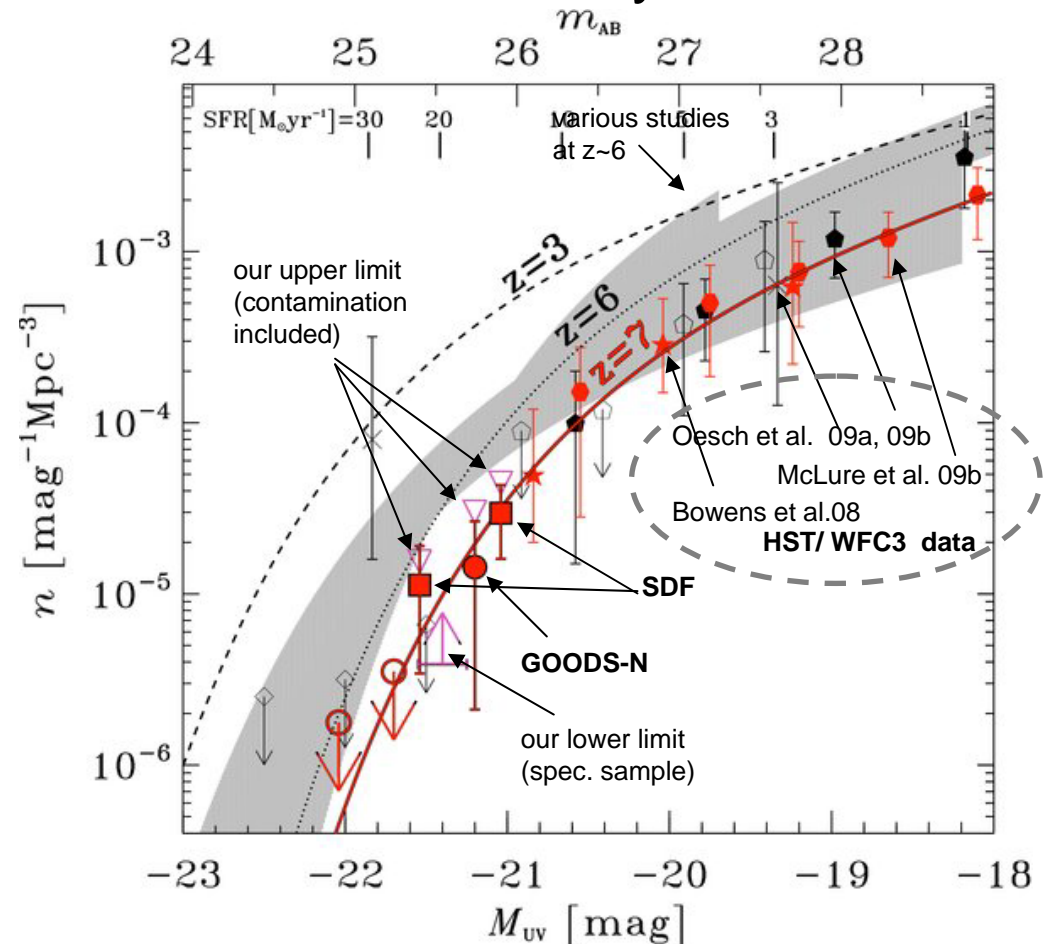 m_AB
24 25 26 27 28
SFR[M_⊙yr⁻¹]=30 20 10 5 3 1
various studies
at z~6
our upper limit
(contamination
included)
z=3
z=6
z=7
10⁻³
10⁻⁴
10⁻⁵
10⁻⁶
n [mag⁻¹Mpc⁻³]
Oesch et al. 09a, 09b
McLure et al. 09b
Bowens et al.08
HST/ WFC3 data
SDF
GOODS-N
our lower limit
(spec. sample)
−23 −22 −21 −20 −19 −18
M_UV [mag]